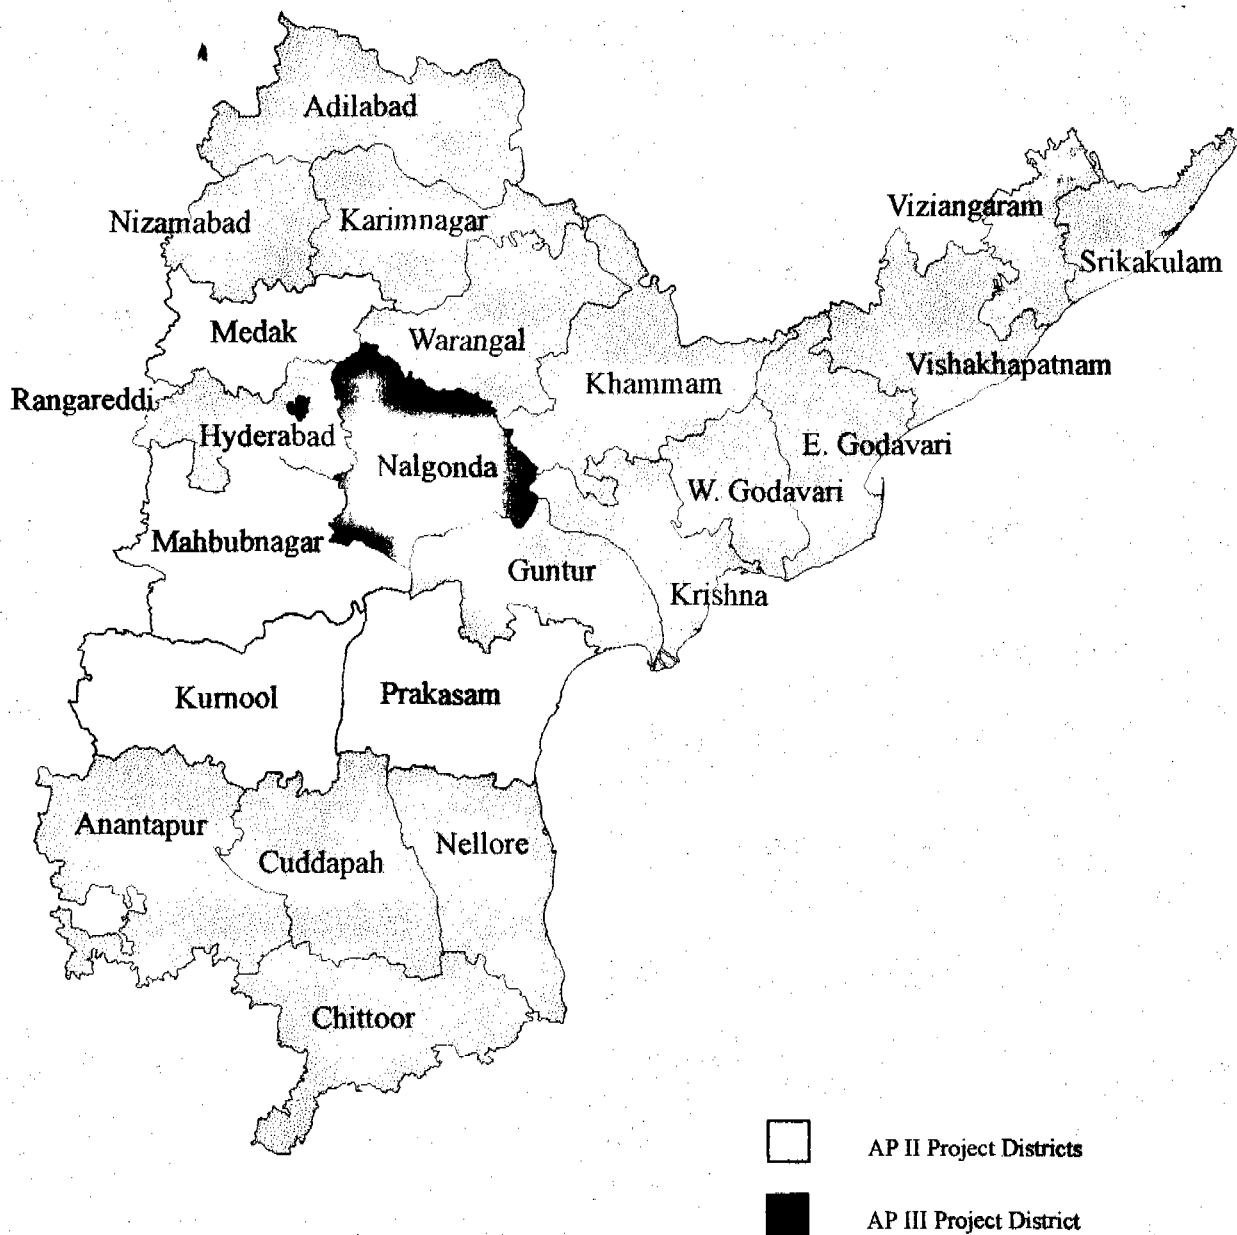 Adilabad
Nizamabad
Karimnagar
Viziangaram
Srikakulam
Medak
Warangal
Vishakhapatnam
Khammam
Rangareddi
Hyderabad
E. Godavari
Nalgonda
W. Godavari
Mahbubnagar
Guntur
Krishna
Kurnool
Prakasam
Anantapur
Nellore
Cuddapah
Chittoor
AP II Project Districts
AP III Project District